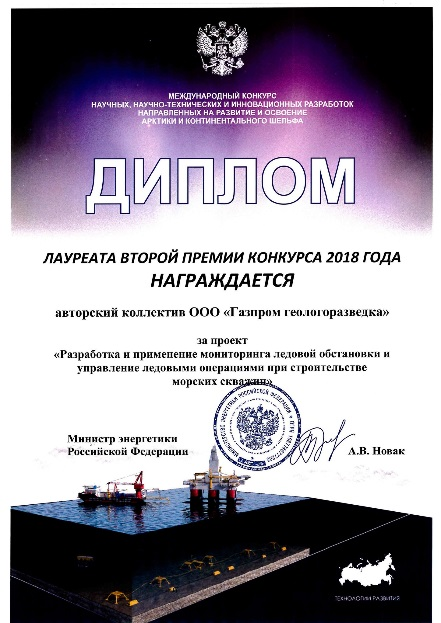 МЕЖДУНАРОДНЫЙ КОНКУРС
НАУЧНЫХ, НАУЧНО-ТЕХНИЧЕСКИХ И ИННОВАЦИОННЫХ РАЗРАБОТОК
НАПРАВЛЕННЫХ НА РАЗВИТИЕ И ОСВОЕНИЕ
АРКТИКИ И КОНТИНЕНТАЛЬНОГО ШЕЛЬФА
ДИПЛОМ
ЛАУРЕАТА ВТОРОЙ ПРЕМИИ КОНКУРСА 2018 ГОДА
НАГРАЖДАЕТСЯ
авторский коллектив ООО «Газпром геологоразведка»
за проект
«Разработка и применение мониторинга ледовой обстановки и
управление ледовыми операциями при строительстве
морских скважин»
Министр энергетики
Российской Федерации
А.В. Новак
ТЕХНОЛОГИИ РАЗВИТИЯ